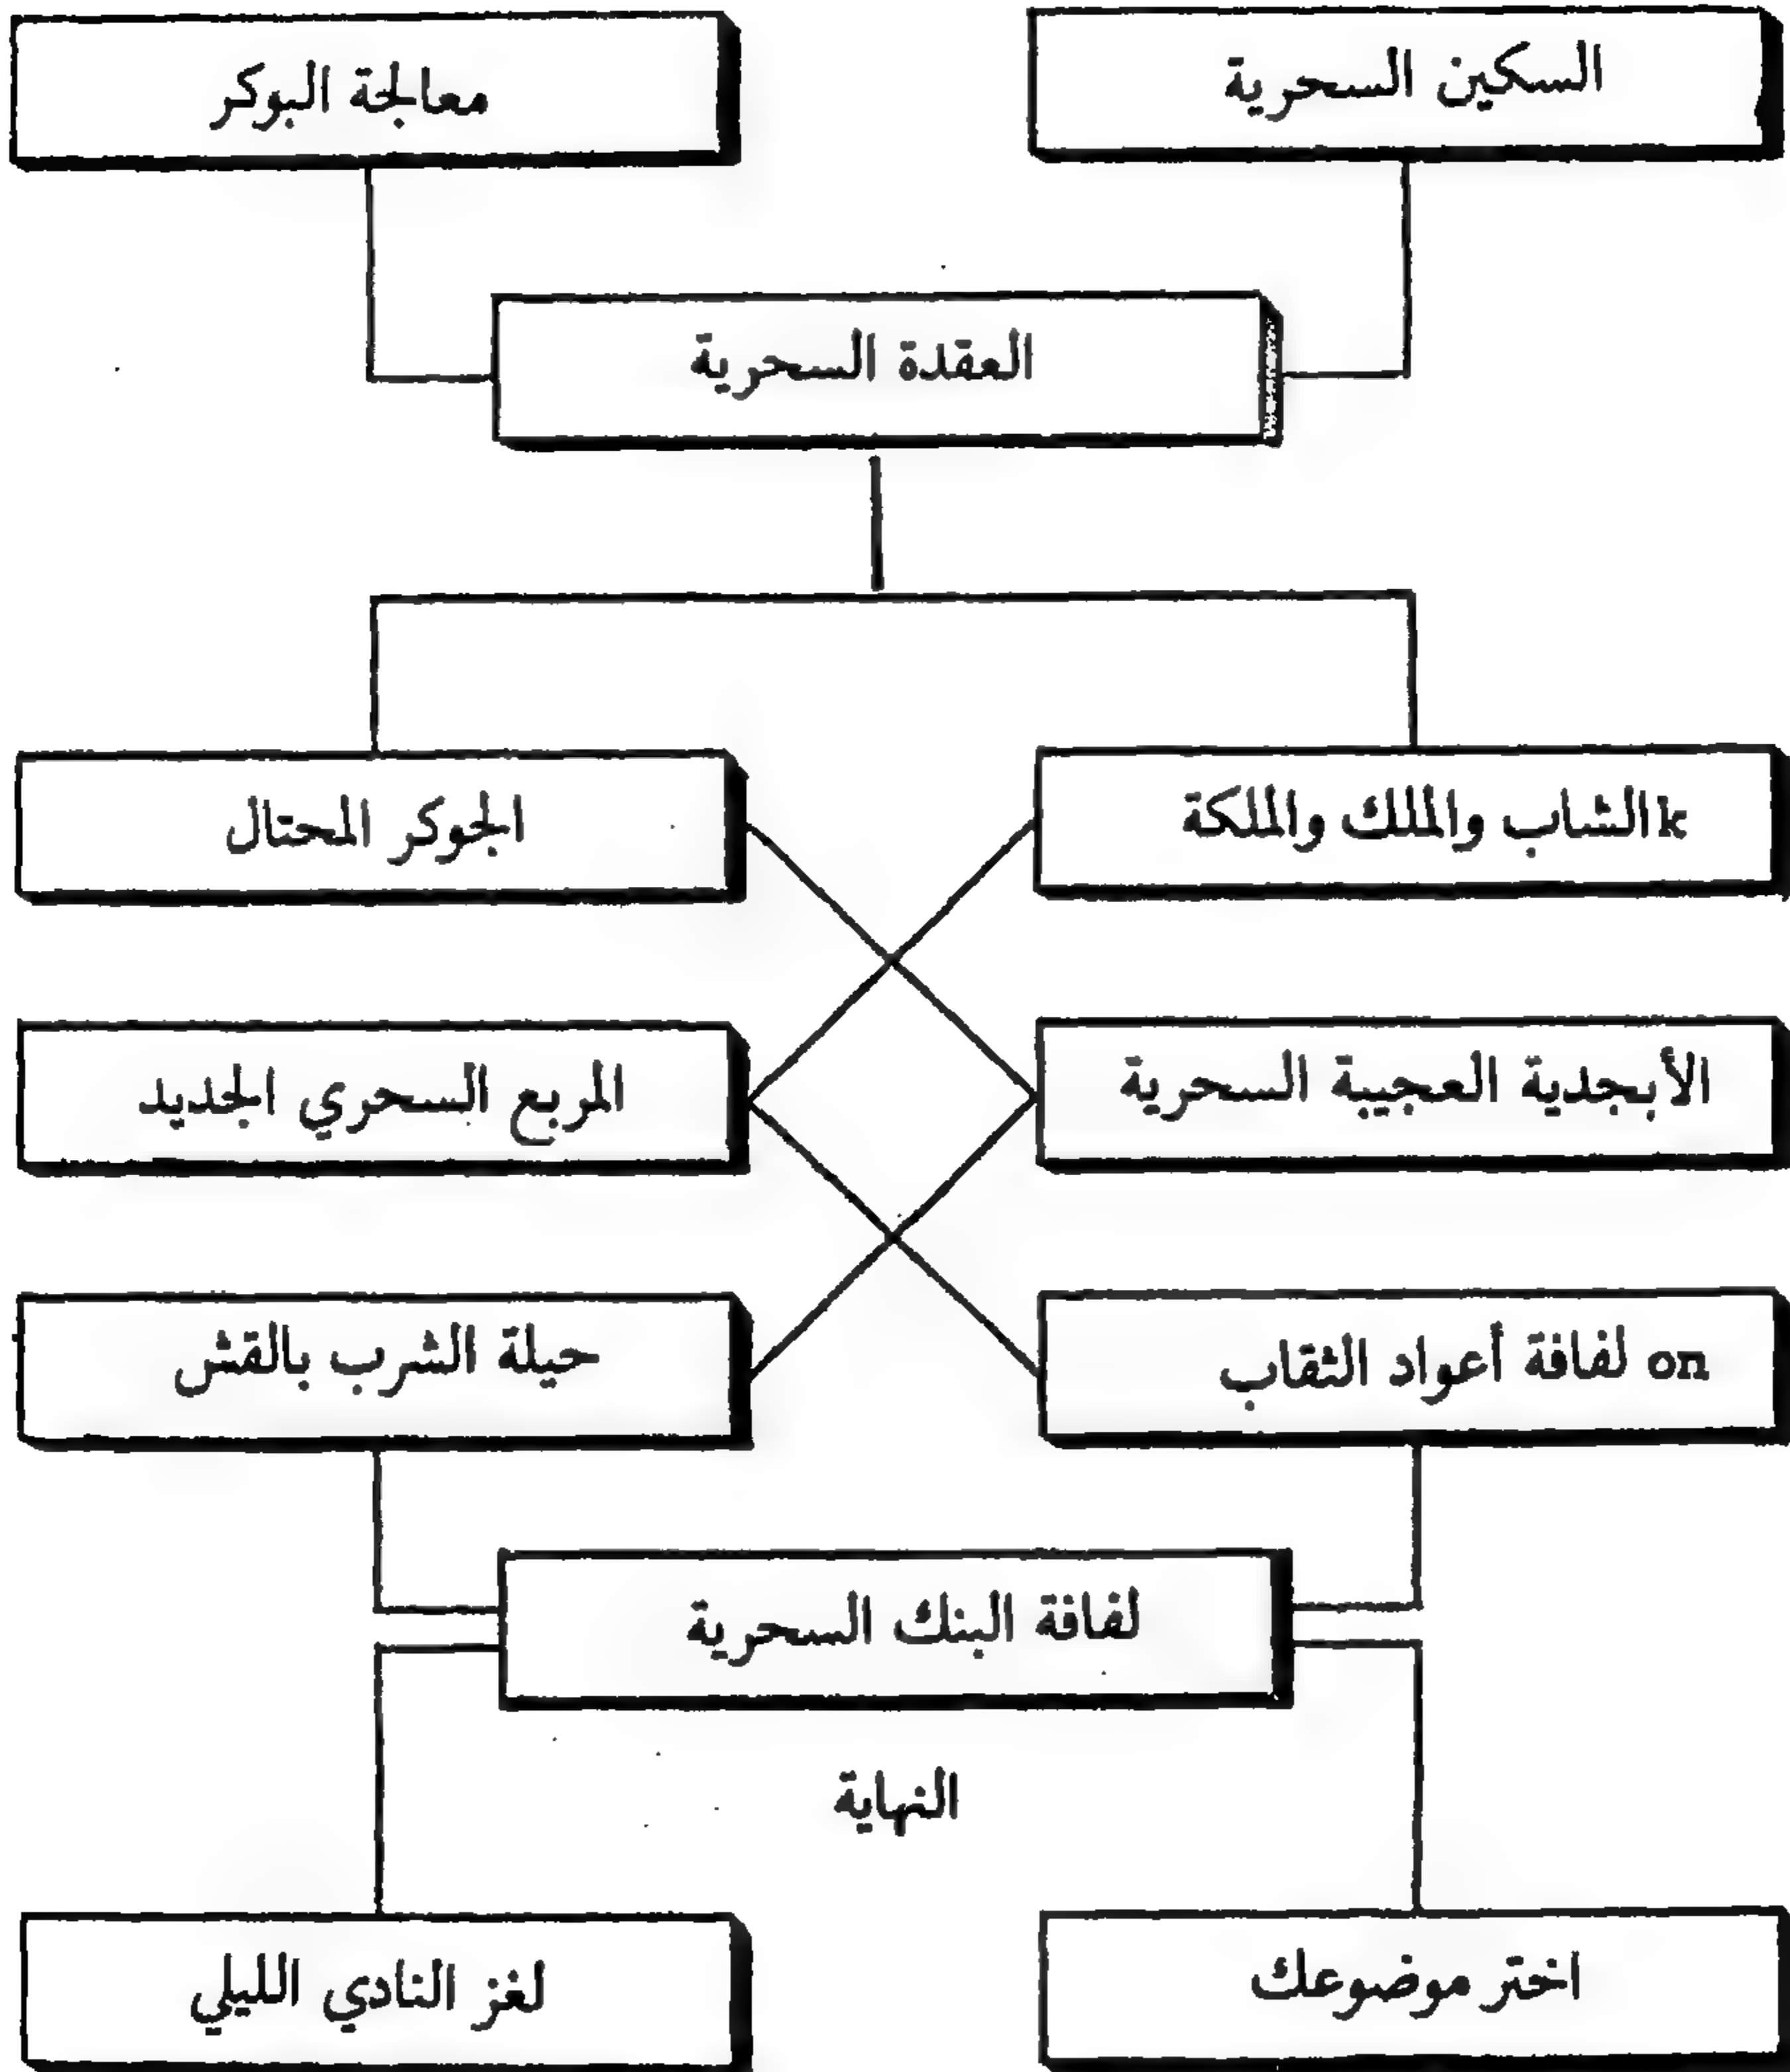 السكين السحرية
معالجة البوكر
العقدة السحرية
kالشاب والملك والملكة
الجوكر المحتال
الأبجدية العجيبة السحرية
المربع السحري الجديد
on لفافة أعواد الثقاب
حيلة الشرب بالقش
لفافة البنك السحرية
النهاية
اختر موضوعك
لغز النادي الليلي